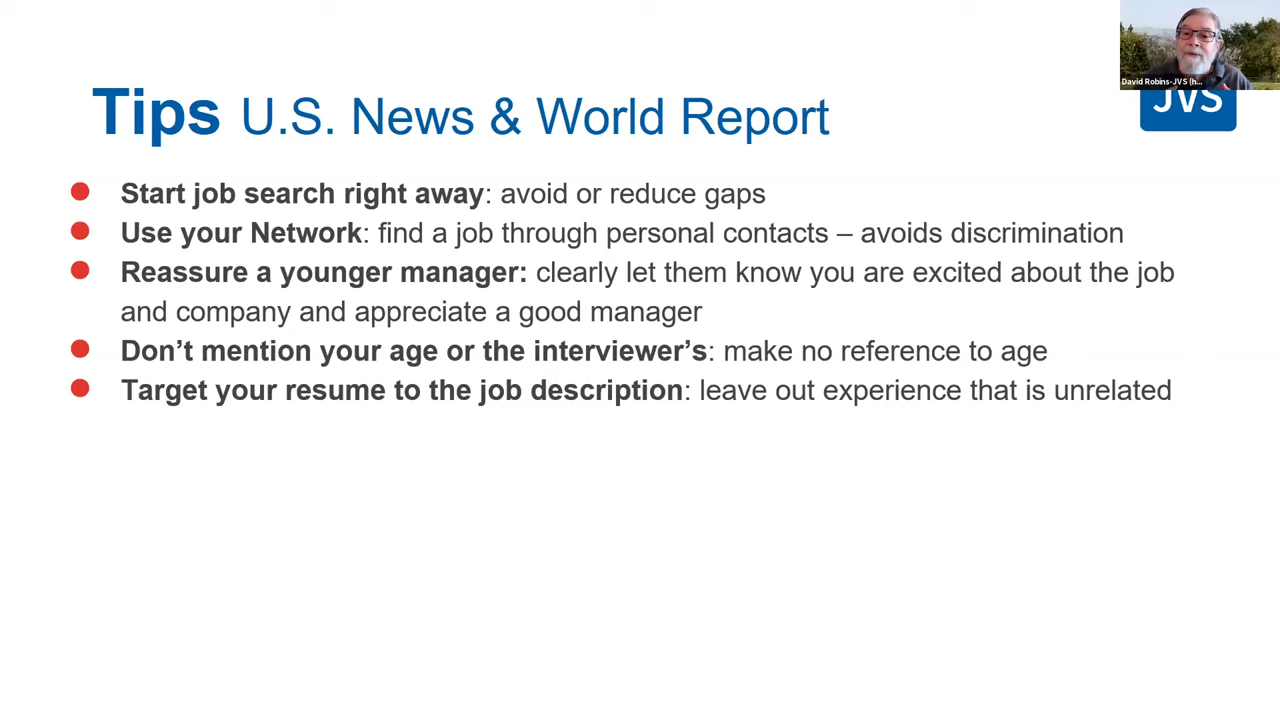 Tips U.S. News & World Report
David Robins-JVS (h...
JVS
Start job search right away: avoid or reduce gaps
Use your Network: find a job through personal contacts – avoids discrimination
Reassure a younger manager: clearly let them know you are excited about the job
and company and appreciate a good manager
Don’t mention your age or the interviewer’s: make no reference to age
Target your resume to the job description: leave out experience that is unrelated